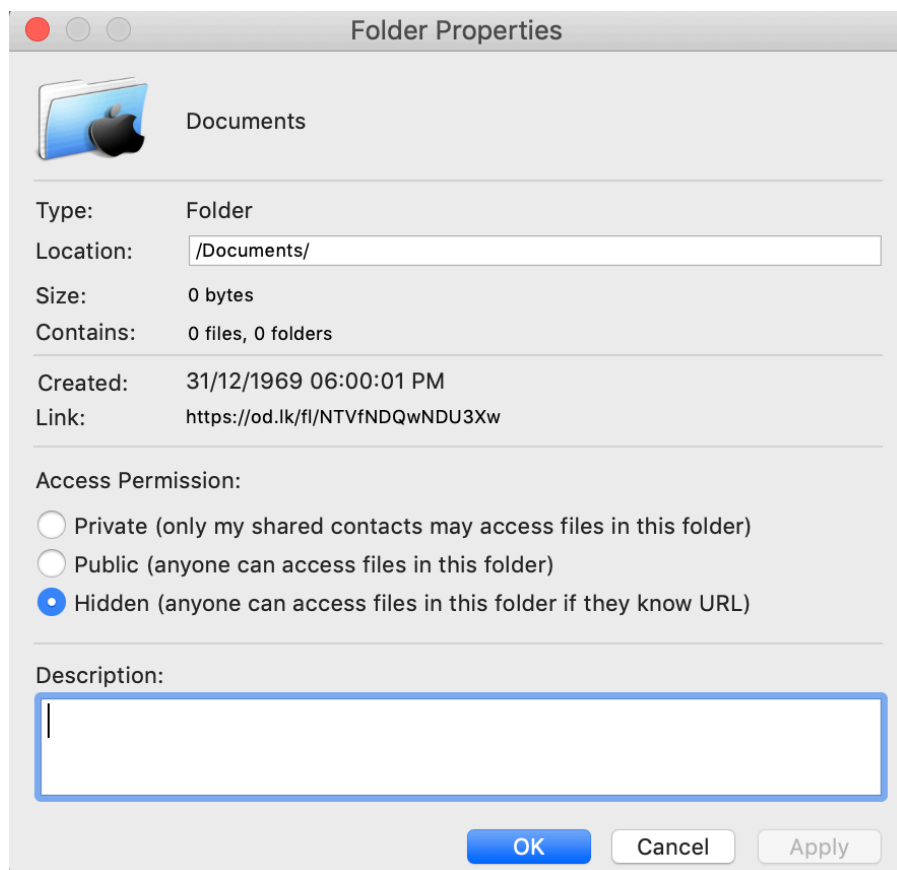 Folder Properties
Documents
Type: Folder
Location: /Documents/
Size: 0 bytes
Contains: 0 files, 0 folders
Created: 31/12/1969 06:00:01 PM
Link: https://od.lk/fl/NTVfNDQwNDU3Xw
Access Permission:
Private (only my shared contacts may access files in this folder)
Public (anyone can access files in this folder)
Hidden (anyone can access files in this folder if they know URL)
Description:
OK Cancel Apply